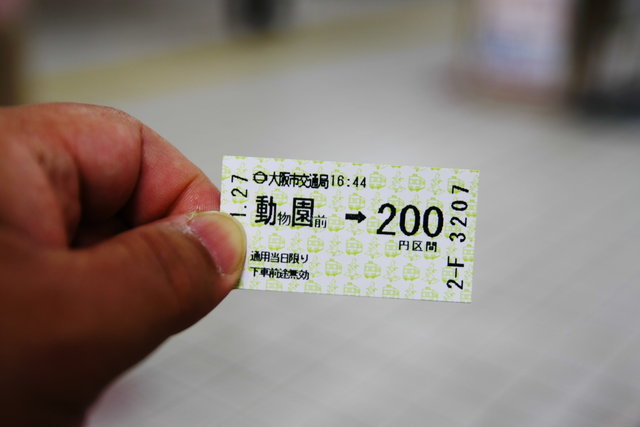 大阪市交通局16:44
1.27
動物園前→200
円区間
通用当日限り
下車前途無効
2-F 3207